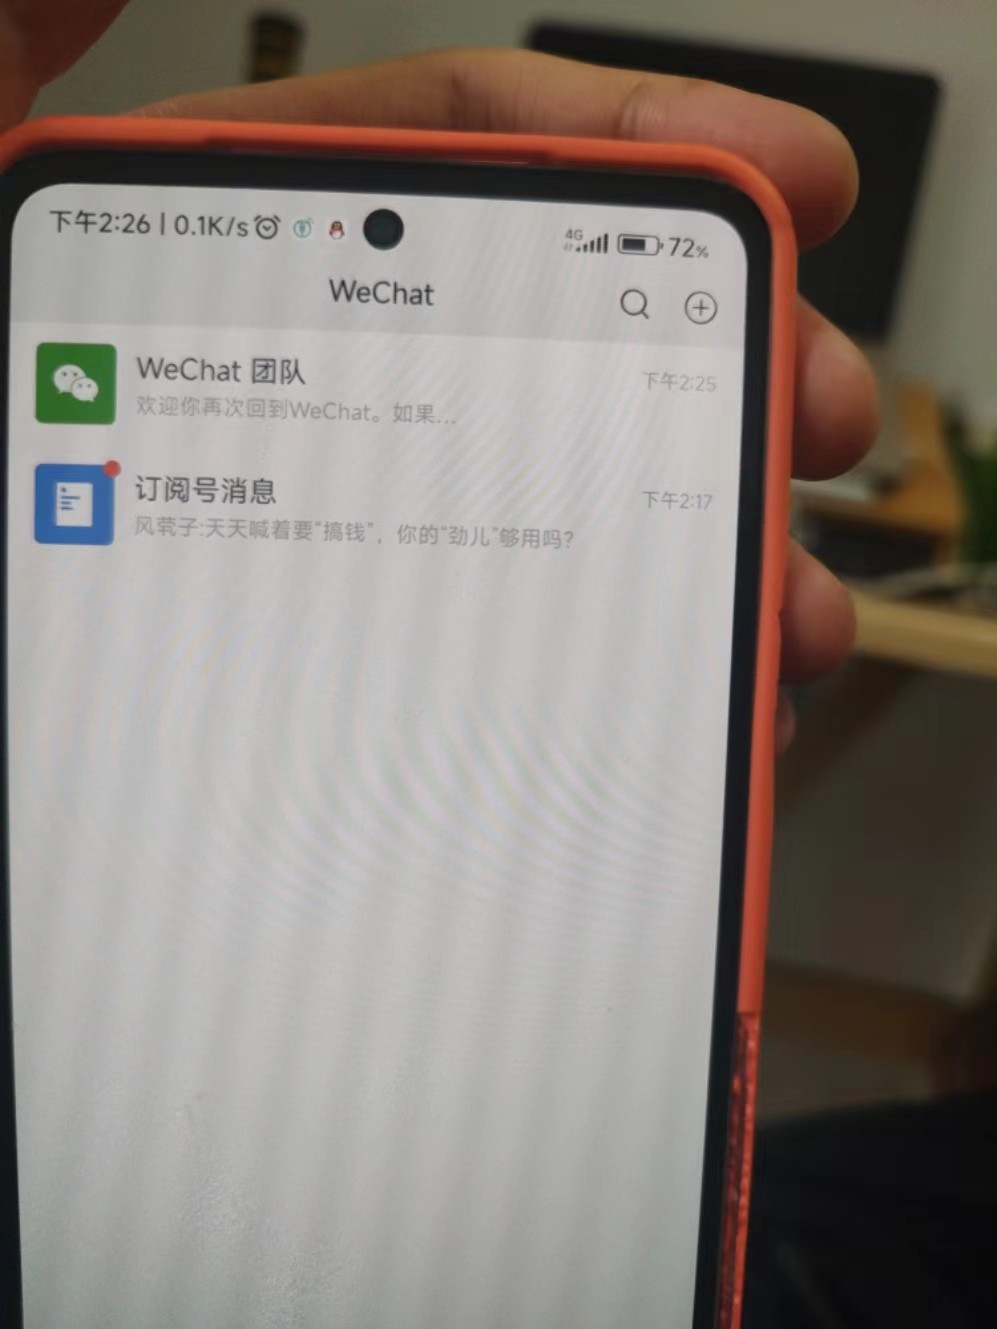 下午2:26 | 0.1K/s
4G
72%
WeChat
WeChat 团队
下午2:25
欢迎你再次回到WeChat。如果...
订阅号消息
下午2:17
风茕子:天天喊着要“搞钱”，你的“劲儿”够用吗？